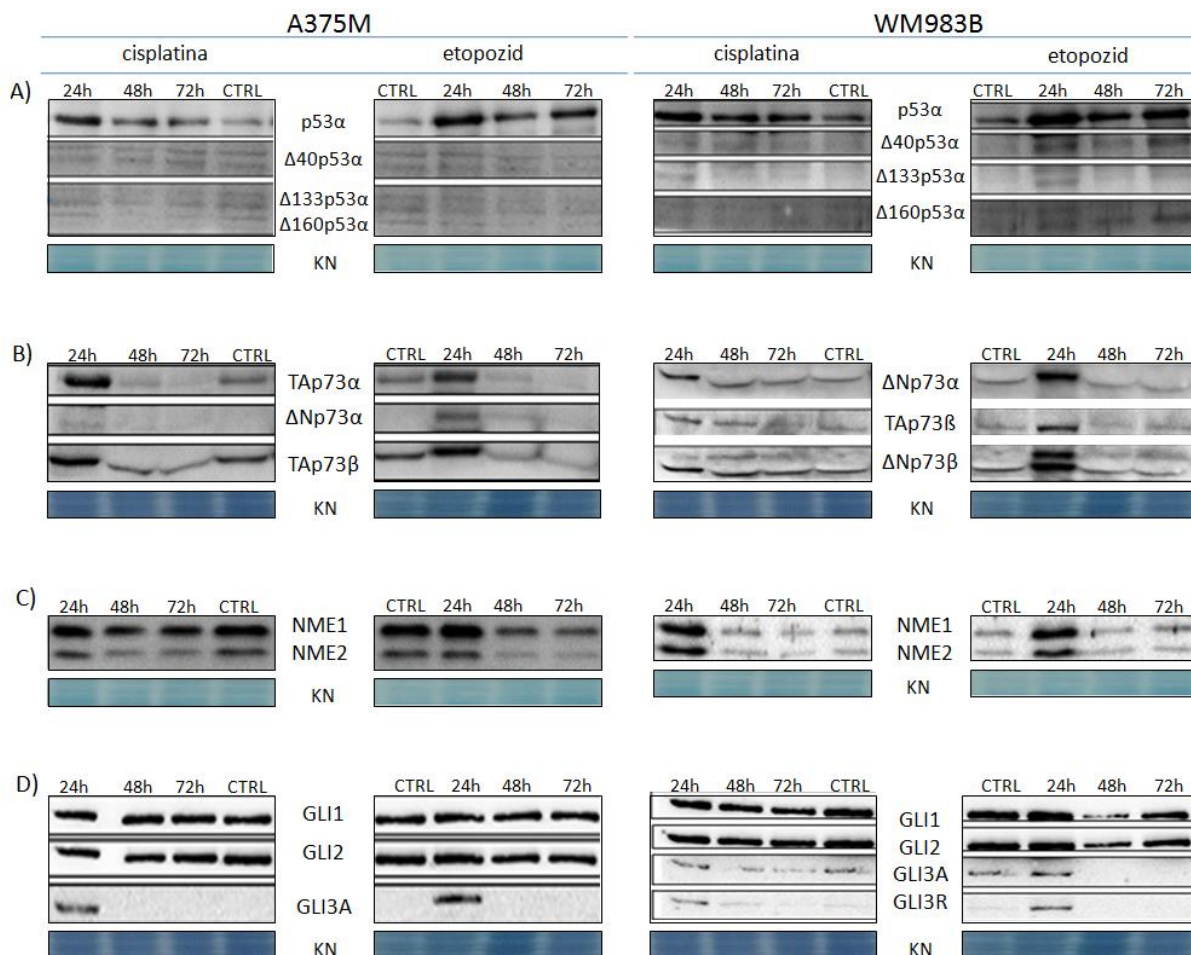 A375M WM983B
cisplatina etopozid cisplatina etopozid
A) 24h 48h 72h CTRL CTRL 24h 48h 72h 24h 48h 72h CTRL CTRL 24h 48h 72h
p53α p53α
Δ40p53α Δ40p53α
Δ133p53α Δ133p53α
Δ160p53α Δ160p53α
KN KN
B) 24h 48h 72h CTRL CTRL 24h 48h 72h 24h 48h 72h CTRL CTRL 24h 48h 72h
TAp73α ΔNp73α
ΔNp73α TAp73ß
TAp73β ΔNp73β
KN KN
C) 24h 48h 72h CTRL CTRL 24h 48h 72h 24h 48h 72h CTRL CTRL 24h 48h 72h
NME1 NME1
NME2 NME2
KN KN
D) 24h 48h 72h CTRL CTRL 24h 48h 72h 24h 48h 72h CTRL CTRL 24h 48h 72h
GLI1 GLI1
GLI2 GLI2
GLI3A GLI3A
GLI3R
KN KN